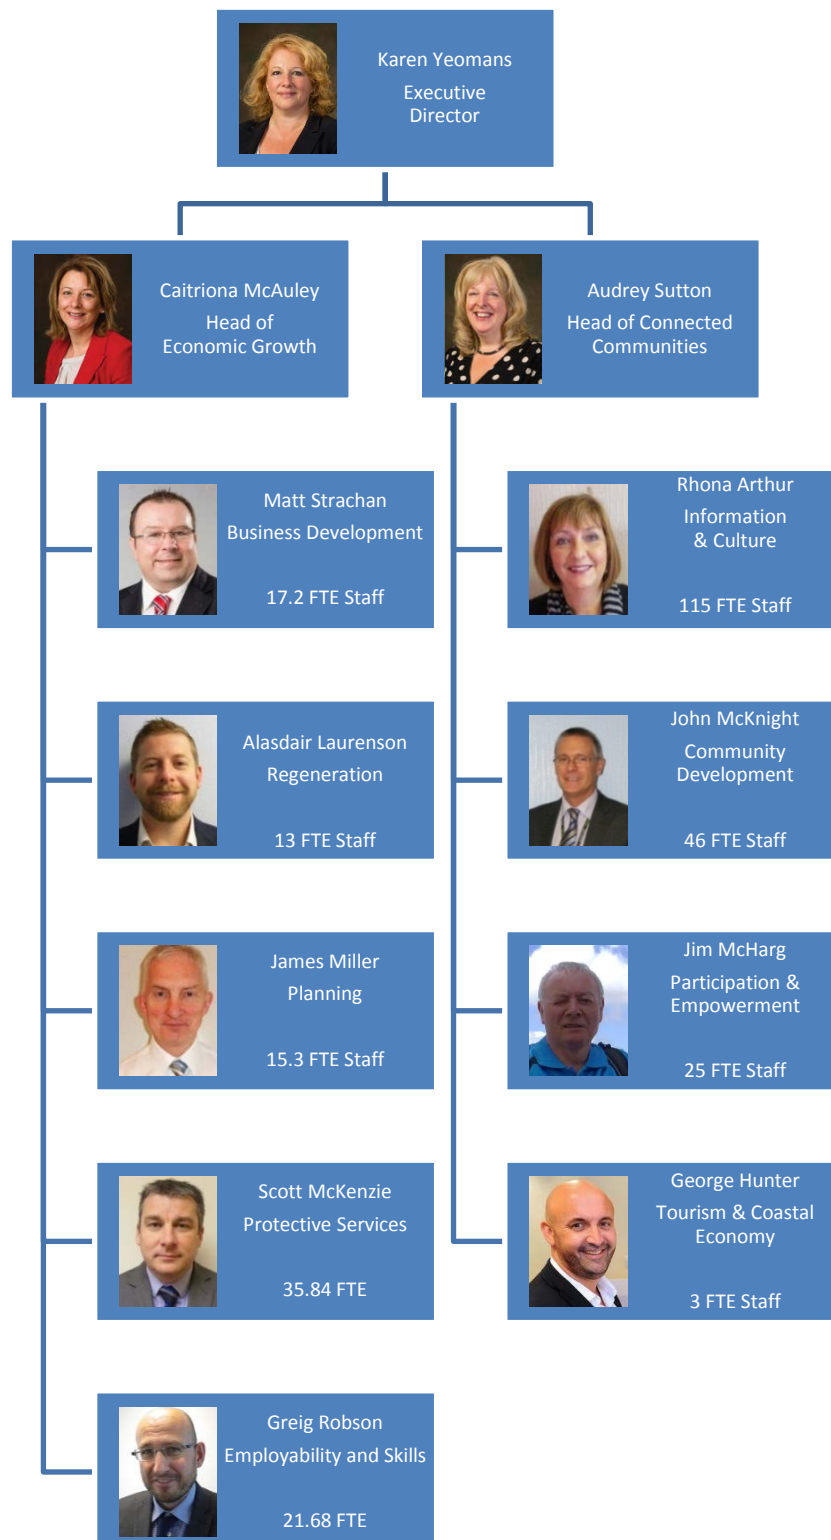 Karen Yeomans
Executive
Director
Caitriona McAuley
Head of
Economic Growth
Audrey Sutton
Head of Connected
Communities
Matt Strachan
Business Development
17.2 FTE Staff
Rhona Arthur
Information
& Culture
115 FTE Staff
Alasdair Laurenson
Regeneration
13 FTE Staff
John McKnight
Community
Development
46 FTE Staff
James Miller
Planning
15.3 FTE Staff
Jim McHarg
Participation &
Empowerment
25 FTE Staff
Scott McKenzie
Protective Services
35.84 FTE
George Hunter
Tourism & Coastal
Economy
3 FTE Staff
Greig Robson
Employability and Skills
21.68 FTE